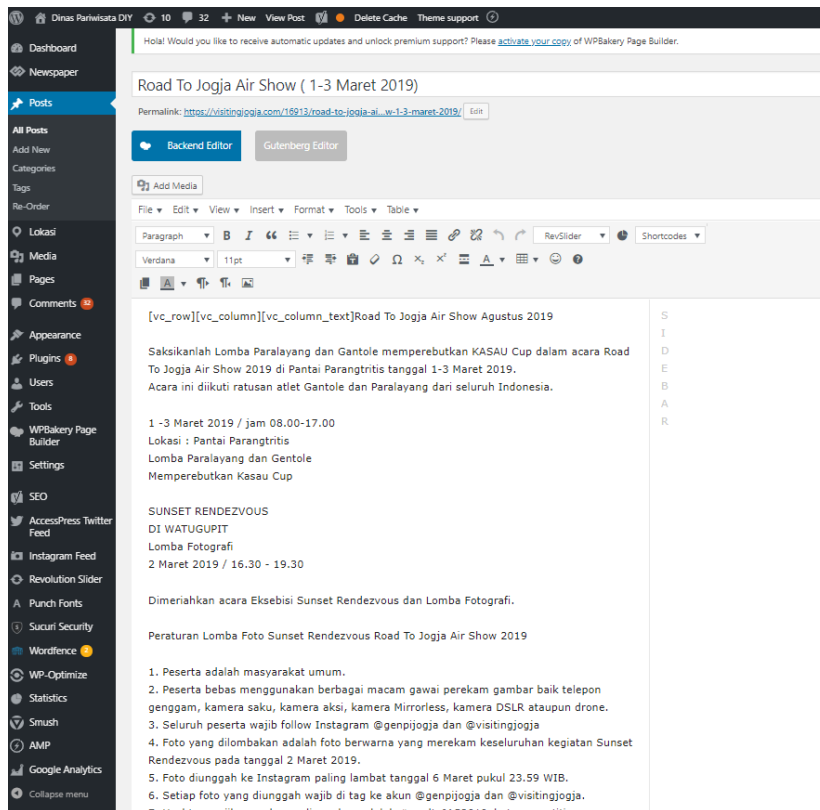 Dinas Pariwisata DIY 10 32 + New View Post Delete Cache Theme support
Dashboard
Newspaper
Posts
All Posts
Add New
Categories
Tags
Re-Order
Lokasi
Media
Pages
Comments 32
Appearance
Plugins 8
Users
Tools
WPBakery Page
Builder
Settings
SEO
AccessPress Twitter
Feed
Instagram Feed
Revolution Slider
Punch Fonts
Sucuri Security
Wordfence
WP-Optimize
Statistics
Smush
AMP
Google Analytics
Collapse menu
Hola! Would you like to receive automatic updates and unlock premium support? Please activate your copy of WPBakery Page Builder.
Road To Jogja Air Show ( 1-3 Maret 2019)
Permalink: https://visitingjogja.com/16913/road-to-jogja-ai...w-1-3-maret-2019/ Edit
Backend Editor Gutenberg Editor
Add Media
File Edit View Insert Format Tools Table
Paragraph B I RevSlider Shortcodes
Verdana 11pt Ω A
A
[vc_row][vc_column][vc_column_text]Road To Jogja Air Show Agustus 2019
Saksikanlah Lomba Paralayang dan Gantole memperebutkan KASAU Cup dalam acara Road
To Jogja Air Show 2019 di Pantai Parangtritis tanggal 1-3 Maret 2019.
Acara ini diikuti ratusan atlet Gantole dan Paralayang dari seluruh Indonesia.
1 -3 Maret 2019 / jam 08.00-17.00
Lokasi : Pantai Parangtritis
Lomba Paralayang dan Gentole
Memperebutkan Kasau Cup
SUNSET RENDEZVOUS
DI WATUGUPIT
Lomba Fotografi
2 Maret 2019 / 16.30 - 19.30
Dimeriahkan acara Eksebisi Sunset Rendezvous dan Lomba Fotografi.
Peraturan Lomba Foto Sunset Rendezvous Road To Jogja Air Show 2019
1. Peserta adalah masyarakat umum.
2. Peserta bebas menggunakan berbagai macam gawai perekam gambar baik telepon
genggam, kamera saku, kamera aksi, kamera Mirrorless, kamera DSLR ataupun drone.
3. Seluruh peserta wajib follow Instagram @genpijogja dan @visitingjogja
4. Foto yang dilombakan adalah foto berwarna yang merekam keseluruhan kegiatan Sunset
Rendezvous pada tanggal 2 Maret 2019.
5. Foto diunggah ke Instagram paling lambat tanggal 6 Maret pukul 23.59 WIB.
6. Setiap foto yang diunggah wajib di tag ke akun @genpijogja dan @visitingjogja.
S
I
D
E
B
A
R